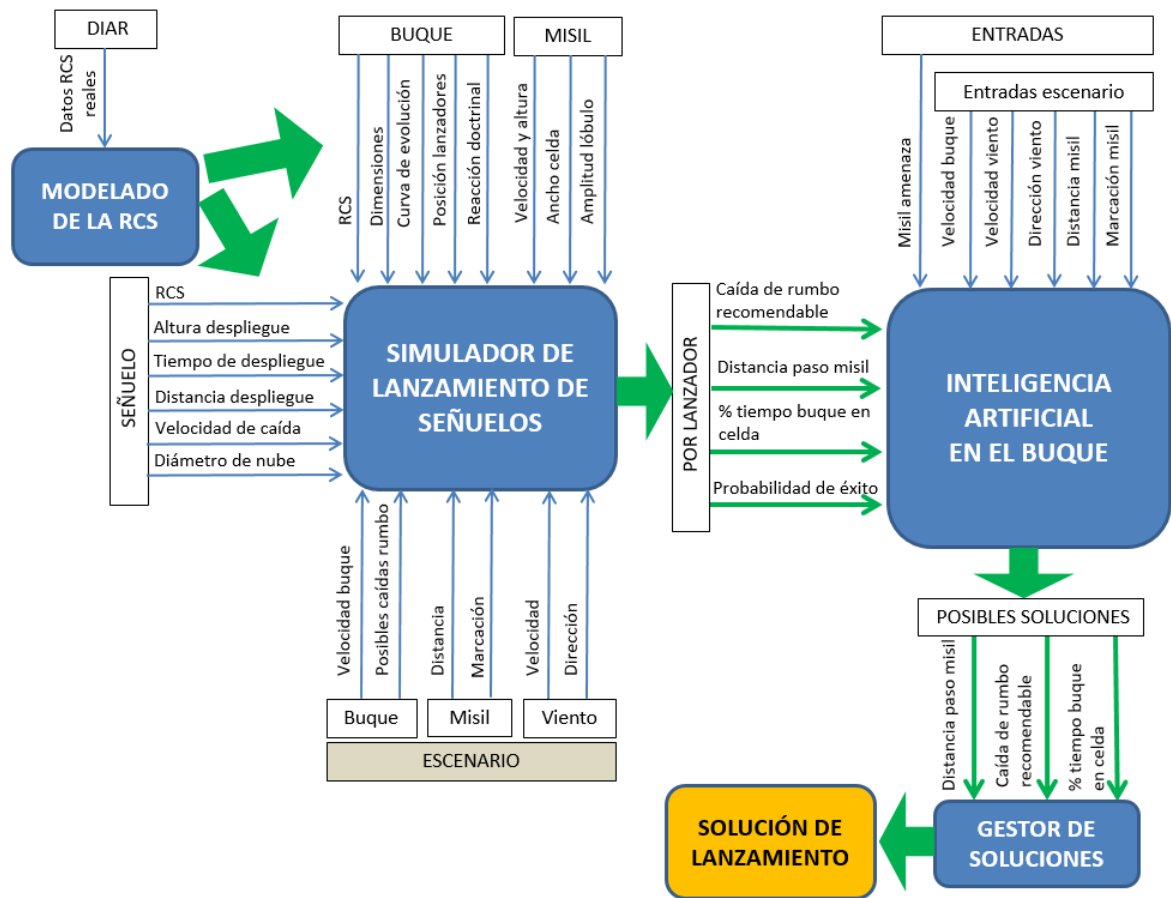 DIAR
Datos RCS
reales
MODELADO
DE LA RCS
BUQUE
RCS
Dimensiones
Curva de evolución
Posición lanzadores
Reacción doctrinal
MISIL
Velocidad y altura
Ancho celda
Amplitud lóbulo
SEÑUELO
RCS
Altura despliegue
Tiempo de despliegue
Distancia despliegue
Velocidad de caída
Diámetro de nube
SIMULADOR DE
LANZAMIENTO DE
SEÑUELOS
Velocidad buque
Posibles caídas rumbo
Distancia
Marcación
Velocidad
Dirección
Buque
Misil
Viento
ESCENARIO
POR LANZADOR
Caída de rumbo
recomendable
Distancia paso misil
% tiempo buque en
celda
Probabilidad de éxito
ENTRADAS
Entradas escenario
Misil amenaza
Velocidad buque
Velocidad viento
Dirección viento
Distancia misil
Marcación misil
INTELIGENCIA
ARTIFICIAL
EN EL BUQUE
POSIBLES SOLUCIONES
Distancia paso misil
Caída de rumbo
recomendable
% tiempo buque
en celda
GESTOR DE
SOLUCIONES
SOLUCIÓN DE
LANZAMIENTO